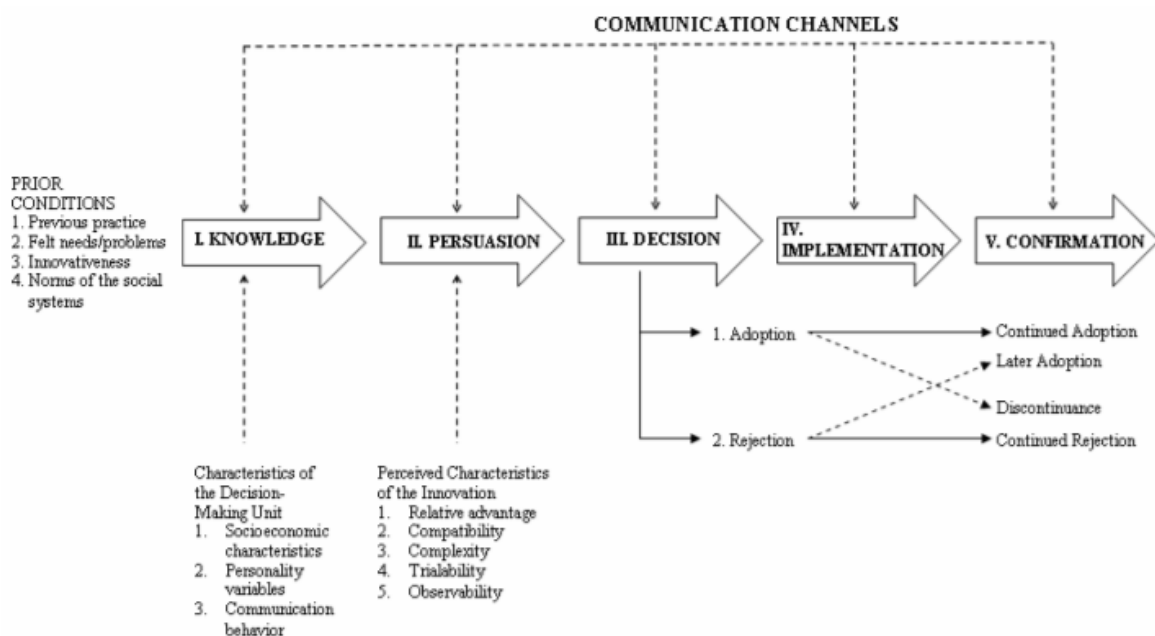 COMMUNICATION CHANNELS
PRIOR
CONDITIONS
1. Previous practice
2. Felt needs/problems
3. Innovativeness
4. Norms of the social
systems
I. KNOWLEDGE
II. PERSUASION
III. DECISION
IV.
IMPLEMENTATION
V. CONFIRMATION
1. Adoption
2. Rejection
Continued Adoption
Later Adoption
Discontinuance
Continued Rejection
Characteristics of
the Decision-
Making Unit
1. Socioeconomic
characteristics
2. Personality
variables
3. Communication
behavior
Perceived Characteristics
of the Innovation
1. Relative advantage
2. Compatibility
3. Complexity
4. Trialability
5. Observability